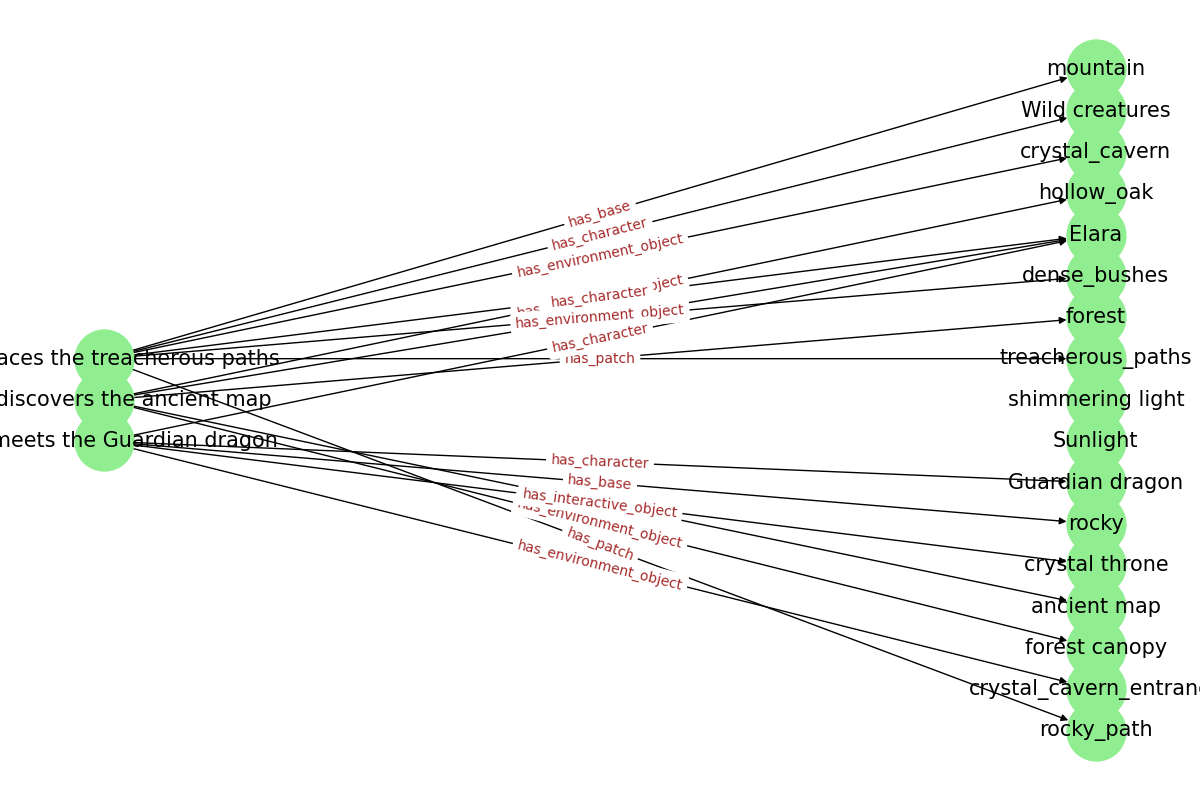 mountain
Wild creatures
crystal_cavern
hollow_oak
Elara
dense_bushes
forest
treacherous_paths
shimmering light
Sunlight
Guardian dragon
rocky
crystal throne
ancient map
forest canopy
crystal_cavern_entran
rocky_path
aces the treacherous paths
discovers the ancient map
meets the Guardian dragon
has_base
has_character
has_environment_object
has_character
has_environment_object
has_character
has_patch
has_character
has_base
has_interactive_object
has_environment_object
has_patch
has_environment_object